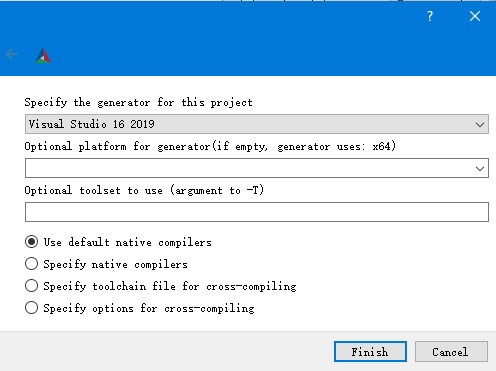 ?
Specify the generator for this project
Visual Studio 16 2019
Optional platform for generator(if empty, generator uses: x64)
Optional toolset to use (argument to -T)
Use default native compilers
Specify native compilers
Specify toolchain file for cross-compiling
Specify options for cross-compiling
Finish Cancel